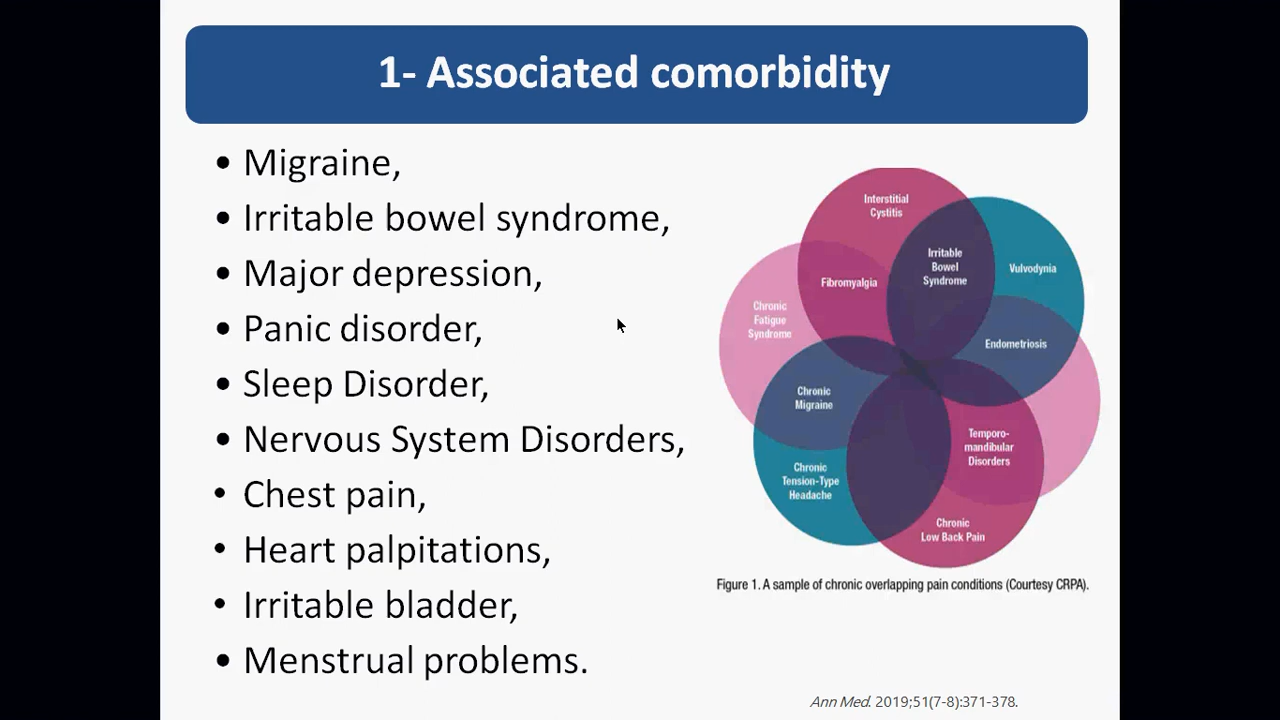 1- Associated comorbidity
• Migraine,
• Irritable bowel syndrome,
• Major depression,
• Panic disorder,
• Sleep Disorder,
• Nervous System Disorders,
• Chest pain,
• Heart palpitations,
• Irritable bladder,
• Menstrual problems.
Interstitial
Cystitis
Irritable
Bowel
Syndrome
Vulvodynia
Fibromyalgia
Chronic
Fatigue
Syndrome
Endometriosis
Chronic
Migraine
Temporo-
mandibular
Disorders
Chronic
Tension-Type
Headache
Chronic
Low Back Pain
Figure 1. A sample of chronic overlapping pain conditions (Courtesy CRPA).
Ann Med. 2019;51(7-8):371-378.